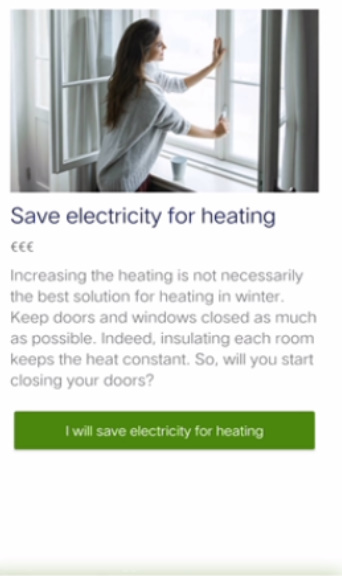 Save electricity for heating
€€€
Increasing the heating is not necessarily
the best solution for heating in winter.
Keep doors and windows closed as much
as possible. Indeed, insulating each room
keeps the heat constant. So, will you start
closing your doors?
I will save electricity for heating